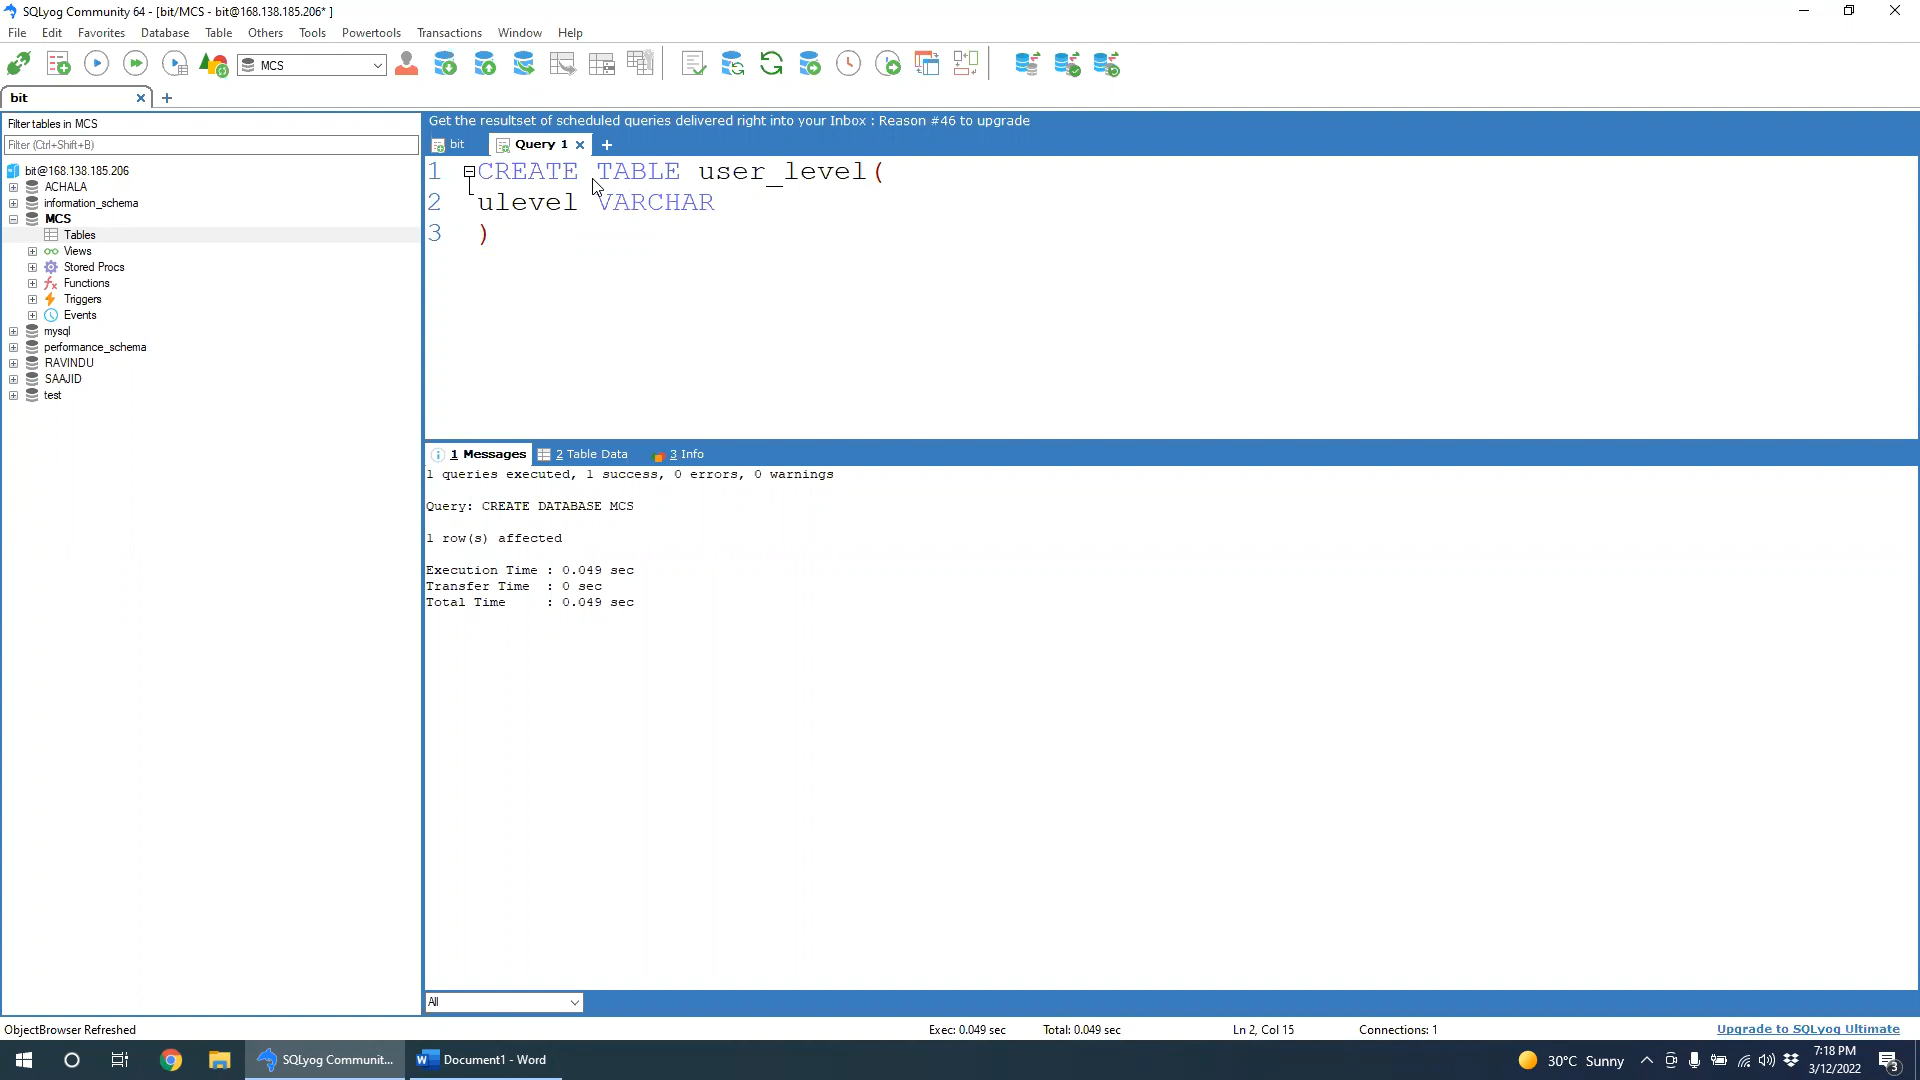 SQLyog Community 64 - [bit/MCS - bit@168.138.185.206* ]
File Edit Favorites Database Table Others Tools Powertools Transactions Window Help
MCS
bit
Filter tables in MCS
Filter (Ctrl+Shift+B)
bit@168.138.185.206
ACHALA
information_schema
MCS
Tables
Views
Stored Procs
Functions
Triggers
Events
mysql
performance_schema
RAVINDU
SAAJID
test
Get the resultset of scheduled queries delivered right into your Inbox : Reason #46 to upgrade
bit Query 1
1 CREATE TABLE user_level(
2 ulevel VARCHAR
3 )
1 Messages 2 Table Data 3 Info
1 queries executed, 1 success, 0 errors, 0 warnings
Query: CREATE DATABASE MCS
1 row(s) affected
Execution Time : 0.049 sec
Transfer Time : 0 sec
Total Time : 0.049 sec
All
ObjectBrowser Refreshed Exec: 0.049 sec Total: 0.049 sec Ln 2, Col 15 Connections: 1 Upgrade to SQLyog Ultimate
SQLyog Communit... Document1 - Word 30°C Sunny 7:18 PM
3/12/2022 3